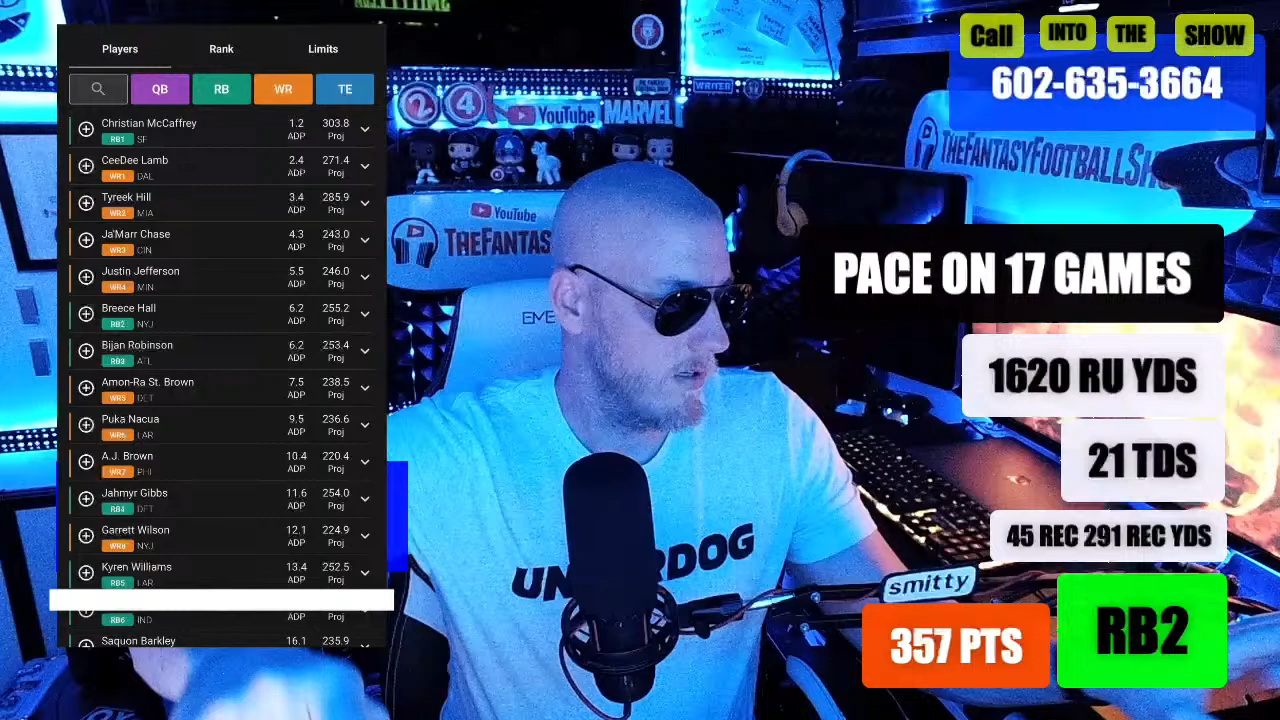 Players Rank Limits
QB RB WR TE
Christian McCaffrey 1.2 303.8
RB1 SF ADP Proj
CeeDee Lamb 2.4 271.4
WR1 DAL ADP Proj
Tyreek Hill 3.4 285.9
WR2 MIA ADP Proj
Ja'Marr Chase 4.3 243.0
WR3 CIN ADP Proj
Justin Jefferson 5.5 246.0
WR4 MIN ADP Proj
Breece Hall 6.2 255.2
RB2 NYJ ADP Proj
Bijan Robinson 6.2 253.4
RB3 ATL ADP Proj
Amon-Ra St. Brown 7.5 238.5
WR5 DET ADP Proj
Puka Nacua 9.5 236.6
WR6 LAR ADP Proj
A.J. Brown 10.4 220.4
WR7 PHI ADP Proj
Jahmyr Gibbs 11.6 254.0
RB4 DET ADP Proj
Garrett Wilson 12.1 224.9
WR8 NYJ ADP Proj
Kyren Williams 13.4 252.5
RB5 LAR ADP Proj
RB6 IND ADP Proj
Saquon Barkley 16.1 235.9
2 4 YouTube MARVEL
WRITER
YouTube
THEFANTAS
EME
smitty
Call INTO THE SHOW
602-635-3664
THEFANTASYFOOTBALLSH
PACE ON 17 GAMES
1620 RU YDS
21 TDS
45 REC 291 REC YDS
357 PTS
RB2